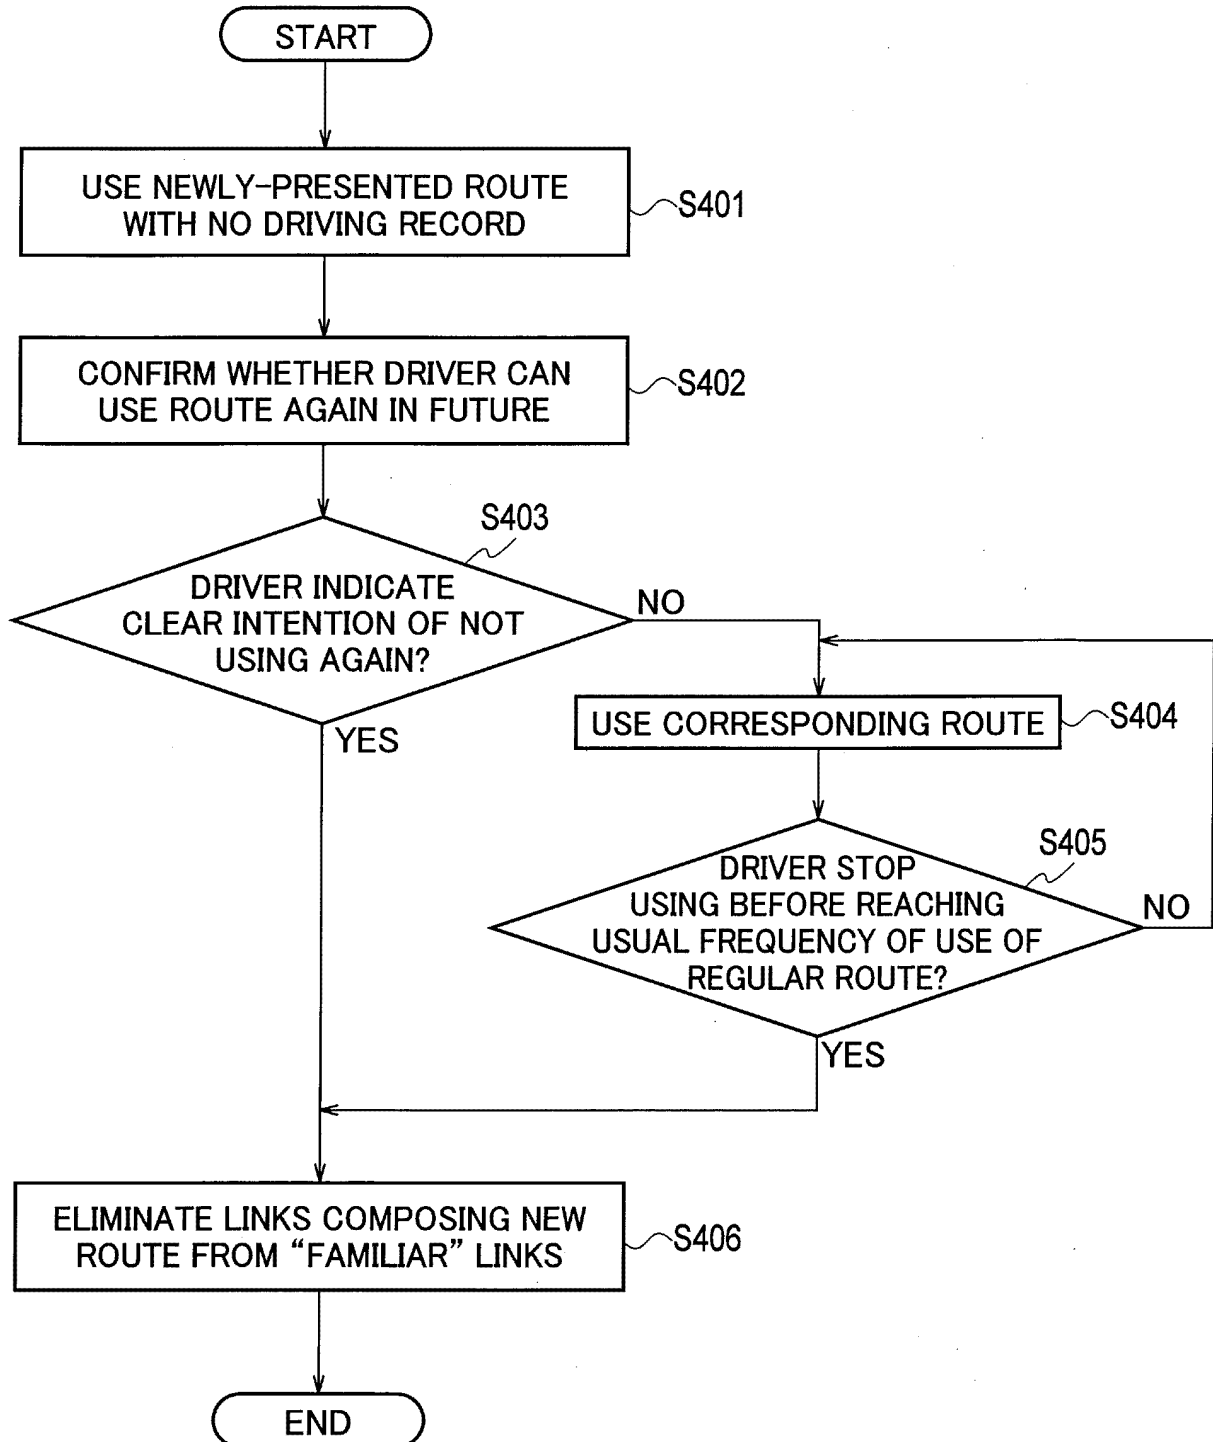 START
USE NEWLY-PRESENTED ROUTE
WITH NO DRIVING RECORD
S401
CONFIRM WHETHER DRIVER CAN
USE ROUTE AGAIN IN FUTURE
S402
S403
DRIVER INDICATE
CLEAR INTENTION OF NOT
USING AGAIN?
NO
YES
USE CORRESPONDING ROUTE
S404
S405
DRIVER STOP
USING BEFORE REACHING
USUAL FREQUENCY OF USE OF
REGULAR ROUTE?
NO
YES
ELIMINATE LINKS COMPOSING NEW
ROUTE FROM “FAMILIAR” LINKS
S406
END